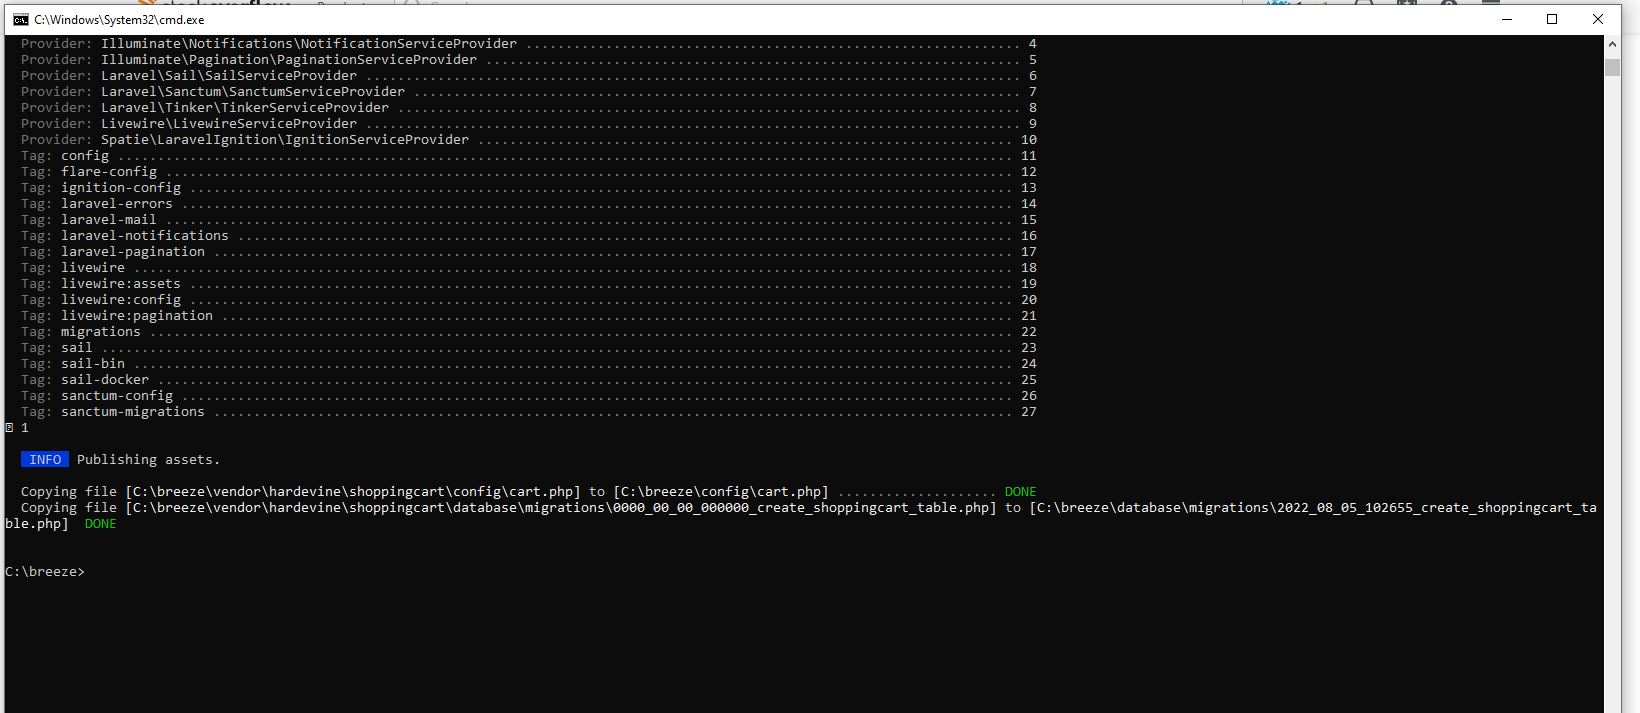 C:\Windows\System32\cmd.exe
Provider: Illuminate\Notifications\NotificationServiceProvider .............................................................. 4
Provider: Illuminate\Pagination\PaginationServiceProvider ................................................................... 5
Provider: Laravel\Sail\SailServiceProvider .................................................................................. 6
Provider: Laravel\Sanctum\SanctumServiceProvider ............................................................................ 7
Provider: Laravel\Tinker\TinkerServiceProvider .............................................................................. 8
Provider: Livewire\LivewireServiceProvider .................................................................................. 9
Provider: Spatie\LaravelIgnition\IgnitionServiceProvider ................................................................... 10
Tag: config ................................................................................................................ 11
Tag: flare-config .......................................................................................................... 12
Tag: ignition-config ....................................................................................................... 13
Tag: laravel-errors ........................................................................................................ 14
Tag: laravel-mail .......................................................................................................... 15
Tag: laravel-notifications ................................................................................................. 16
Tag: laravel-pagination .................................................................................................... 17
Tag: livewire .............................................................................................................. 18
Tag: livewire:assets ....................................................................................................... 19
Tag: livewire:config ....................................................................................................... 20
Tag: livewire:pagination ................................................................................................... 21
Tag: migrations ............................................................................................................ 22
Tag: sail .................................................................................................................. 23
Tag: sail-bin .............................................................................................................. 24
Tag: sail-docker ........................................................................................................... 25
Tag: sanctum-config ........................................................................................................ 26
Tag: sanctum-migrations .................................................................................................... 27
1
INFO Publishing assets.
Copying file [C:\breeze\vendor\hardevine\shoppingcart\config\cart.php] to [C:\breeze\config\cart.php] .................... DONE
Copying file [C:\breeze\vendor\hardevine\shoppingcart\database\migrations\0000_00_00_000000_create_shoppingcart_table.php] to [C:\breeze\database\migrations\2022_08_05_102655_create_shoppingcart_ta
ble.php] DONE
C:\breeze>